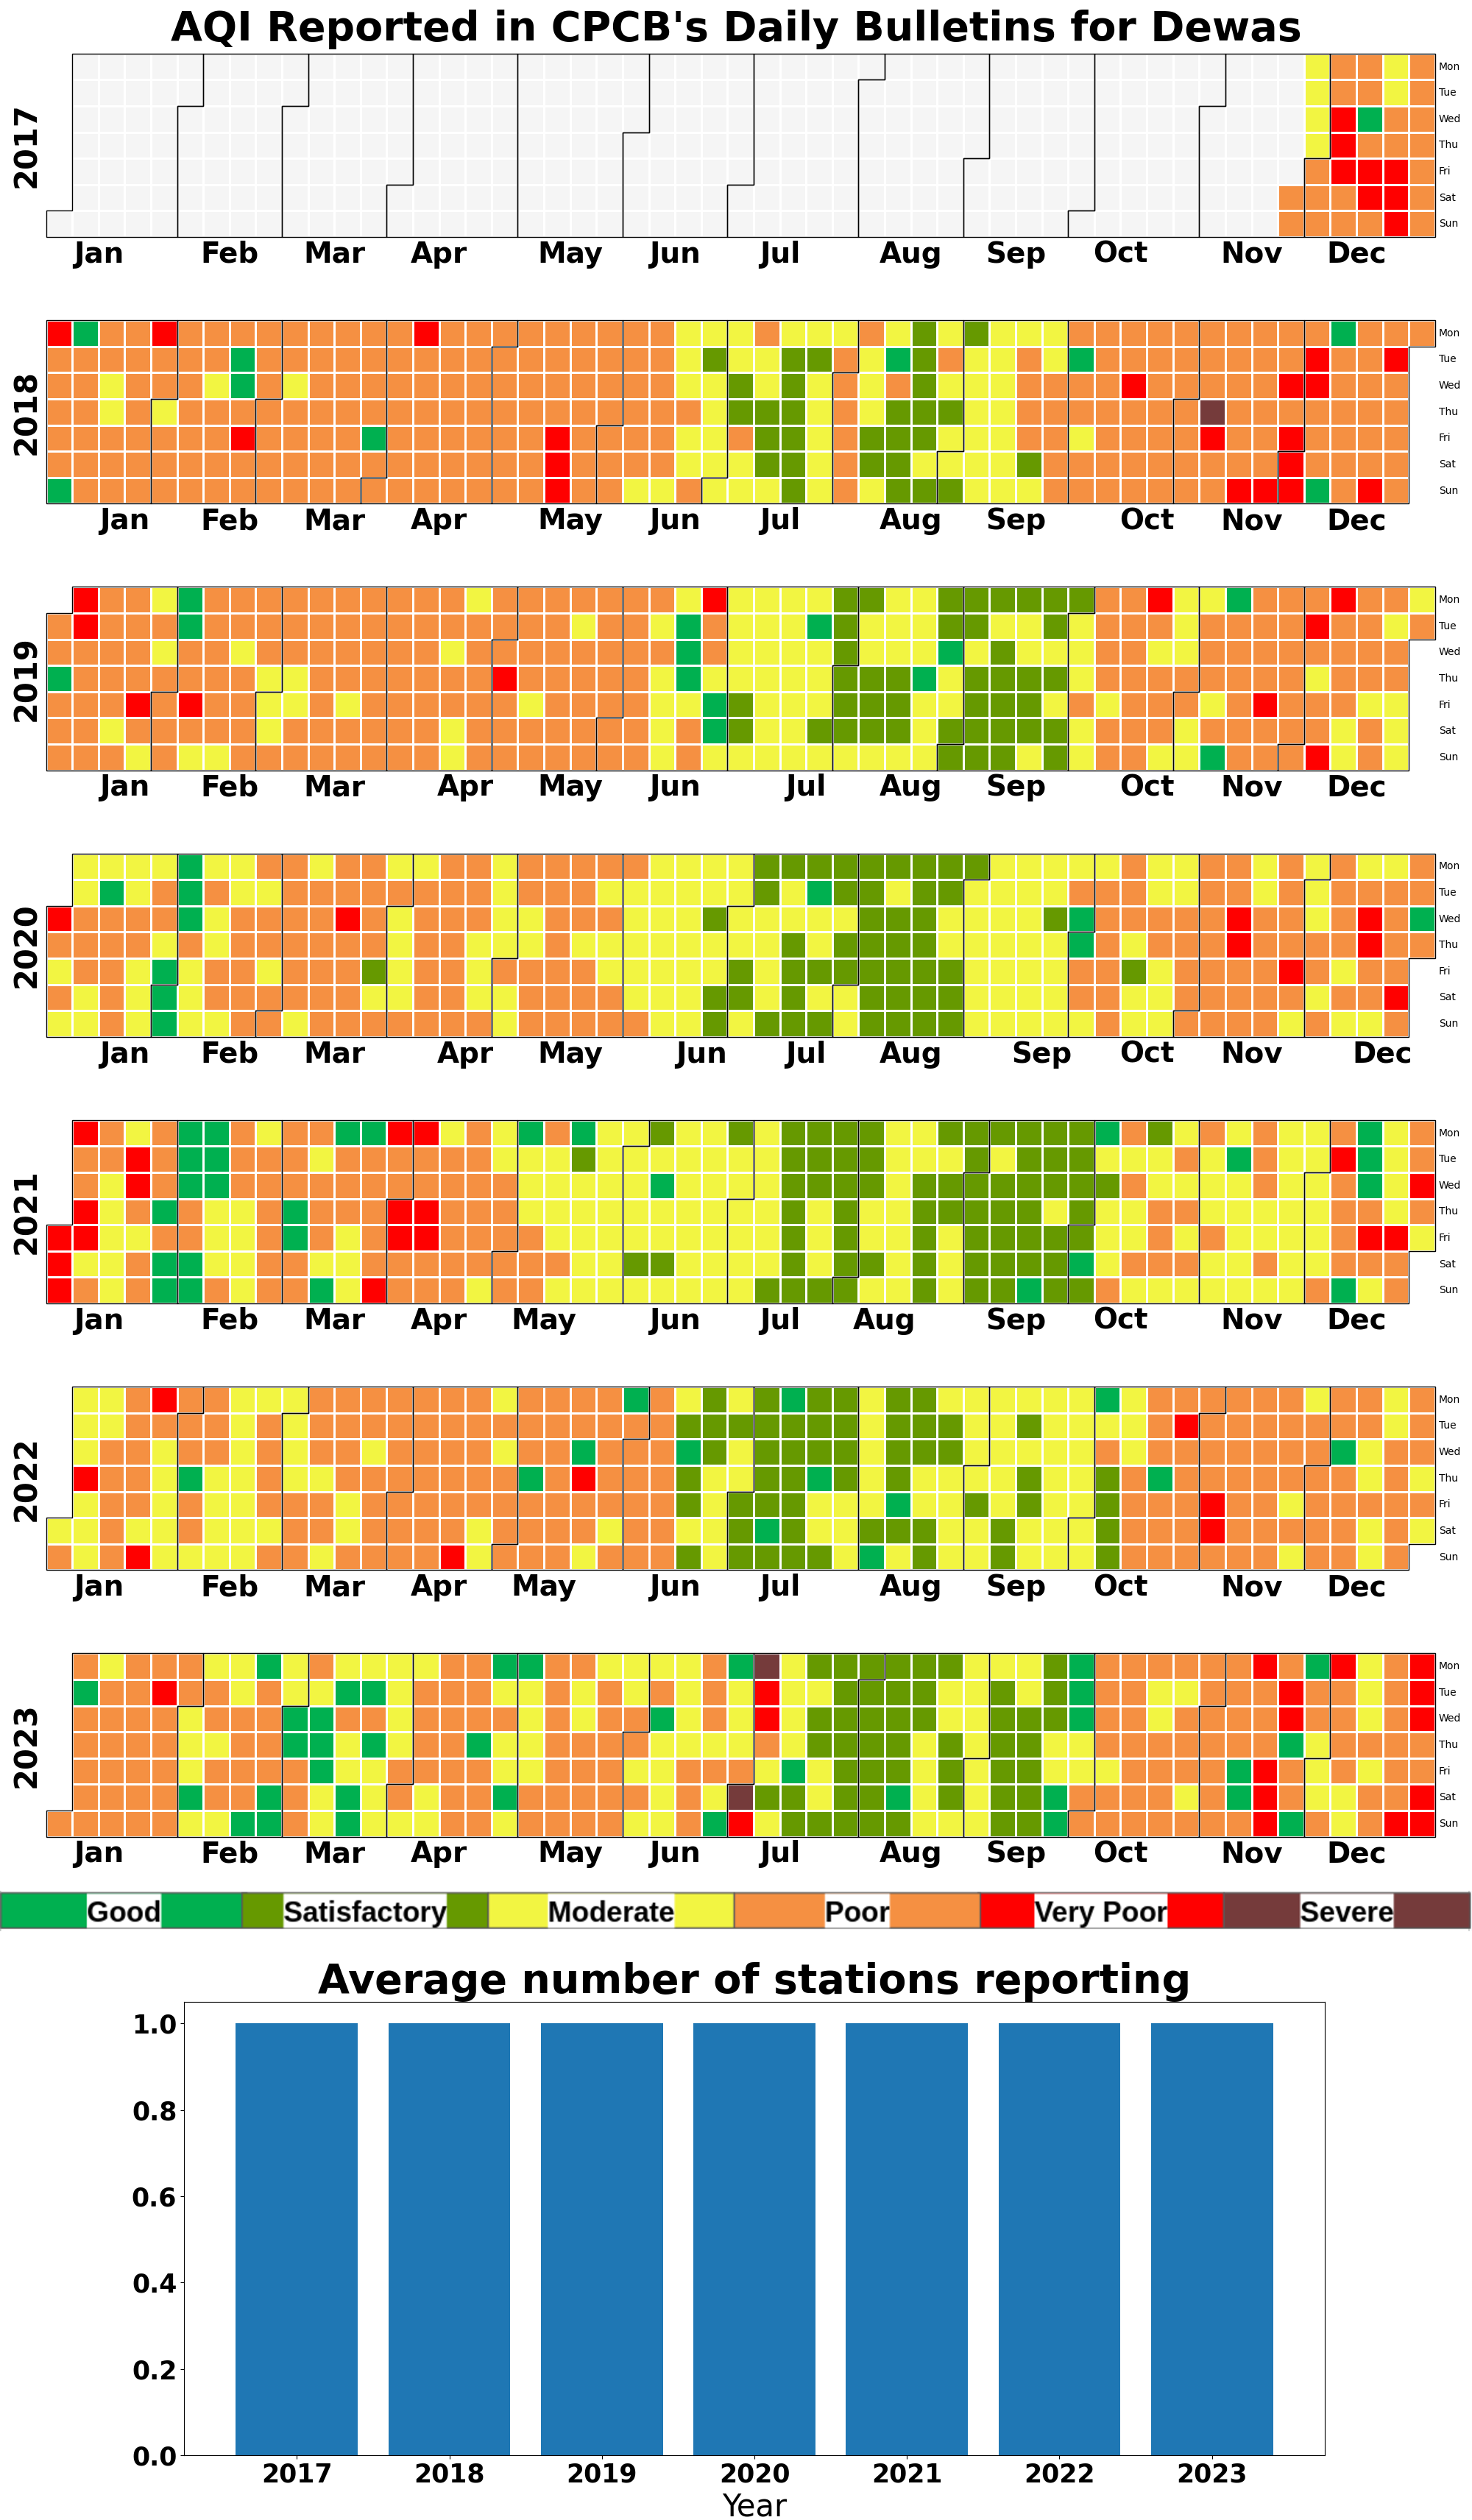 AQI Reported in CPCB's Daily Bulletins for Dewas
2017
Mon
Tue
Wed
Thu
Fri
Sat
Sun
Jan Feb Mar Apr May Jun Jul Aug Sep Oct Nov Dec
2018
Mon
Tue
Wed
Thu
Fri
Sat
Sun
Jan Feb Mar Apr May Jun Jul Aug Sep Oct Nov Dec
2019
Mon
Tue
Wed
Thu
Fri
Sat
Sun
Jan Feb Mar Apr May Jun Jul Aug Sep Oct Nov Dec
2020
Mon
Tue
Wed
Thu
Fri
Sat
Sun
Jan Feb Mar Apr May Jun Jul Aug Sep Oct Nov Dec
2021
Mon
Tue
Wed
Thu
Fri
Sat
Sun
Jan Feb Mar Apr May Jun Jul Aug Sep Oct Nov Dec
2022
Mon
Tue
Wed
Thu
Fri
Sat
Sun
Jan Feb Mar Apr May Jun Jul Aug Sep Oct Nov Dec
2023
Mon
Tue
Wed
Thu
Fri
Sat
Sun
Jan Feb Mar Apr May Jun Jul Aug Sep Oct Nov Dec
Good Satisfactory Moderate Poor Very Poor Severe
Average number of stations reporting
1.0
0.8
0.6
0.4
0.2
0.0
2017 2018 2019 2020 2021 2022 2023
Year